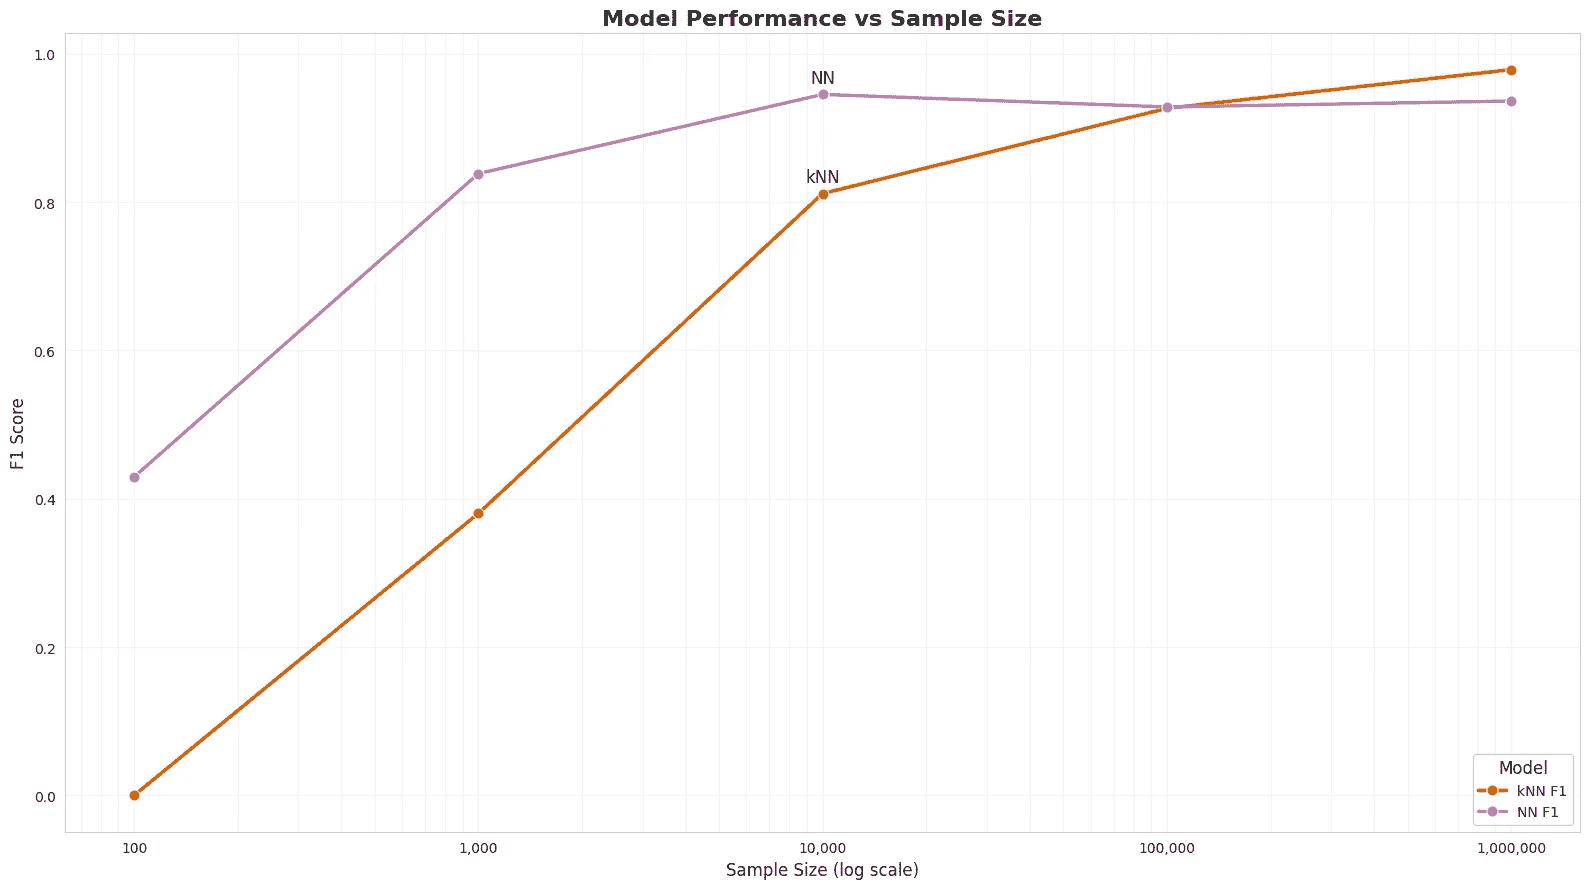 Model Performance vs Sample Size
1.0
0.8
0.6
0.4
0.2
0.0
F1 Score
NN
kNN
Model
kNN F1
NN F1
100
1,000
10,000
100,000
1,000,000
Sample Size (log scale)